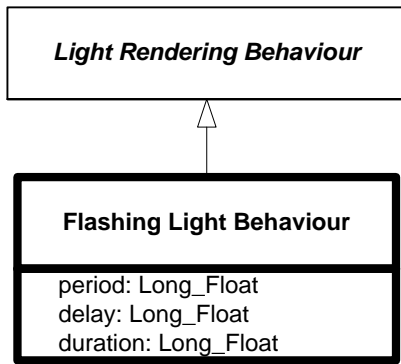 Light Rendering Behaviour
Flashing Light Behaviour
period: Long_Float
delay: Long_Float
duration: Long_Float